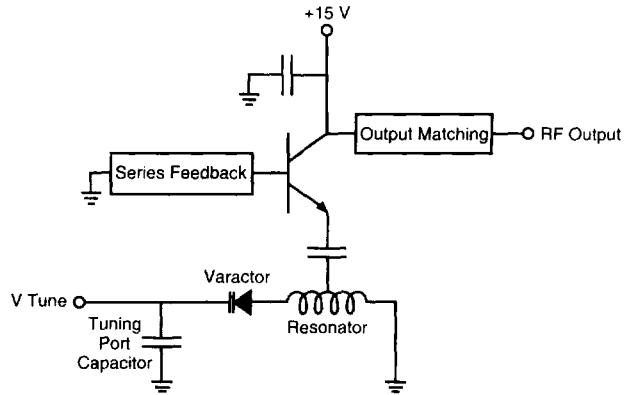 +15 V
Output Matching
RF Output
Series Feedback
Varactor
V Tune
Resonator
Tuning
Port
Capacitor